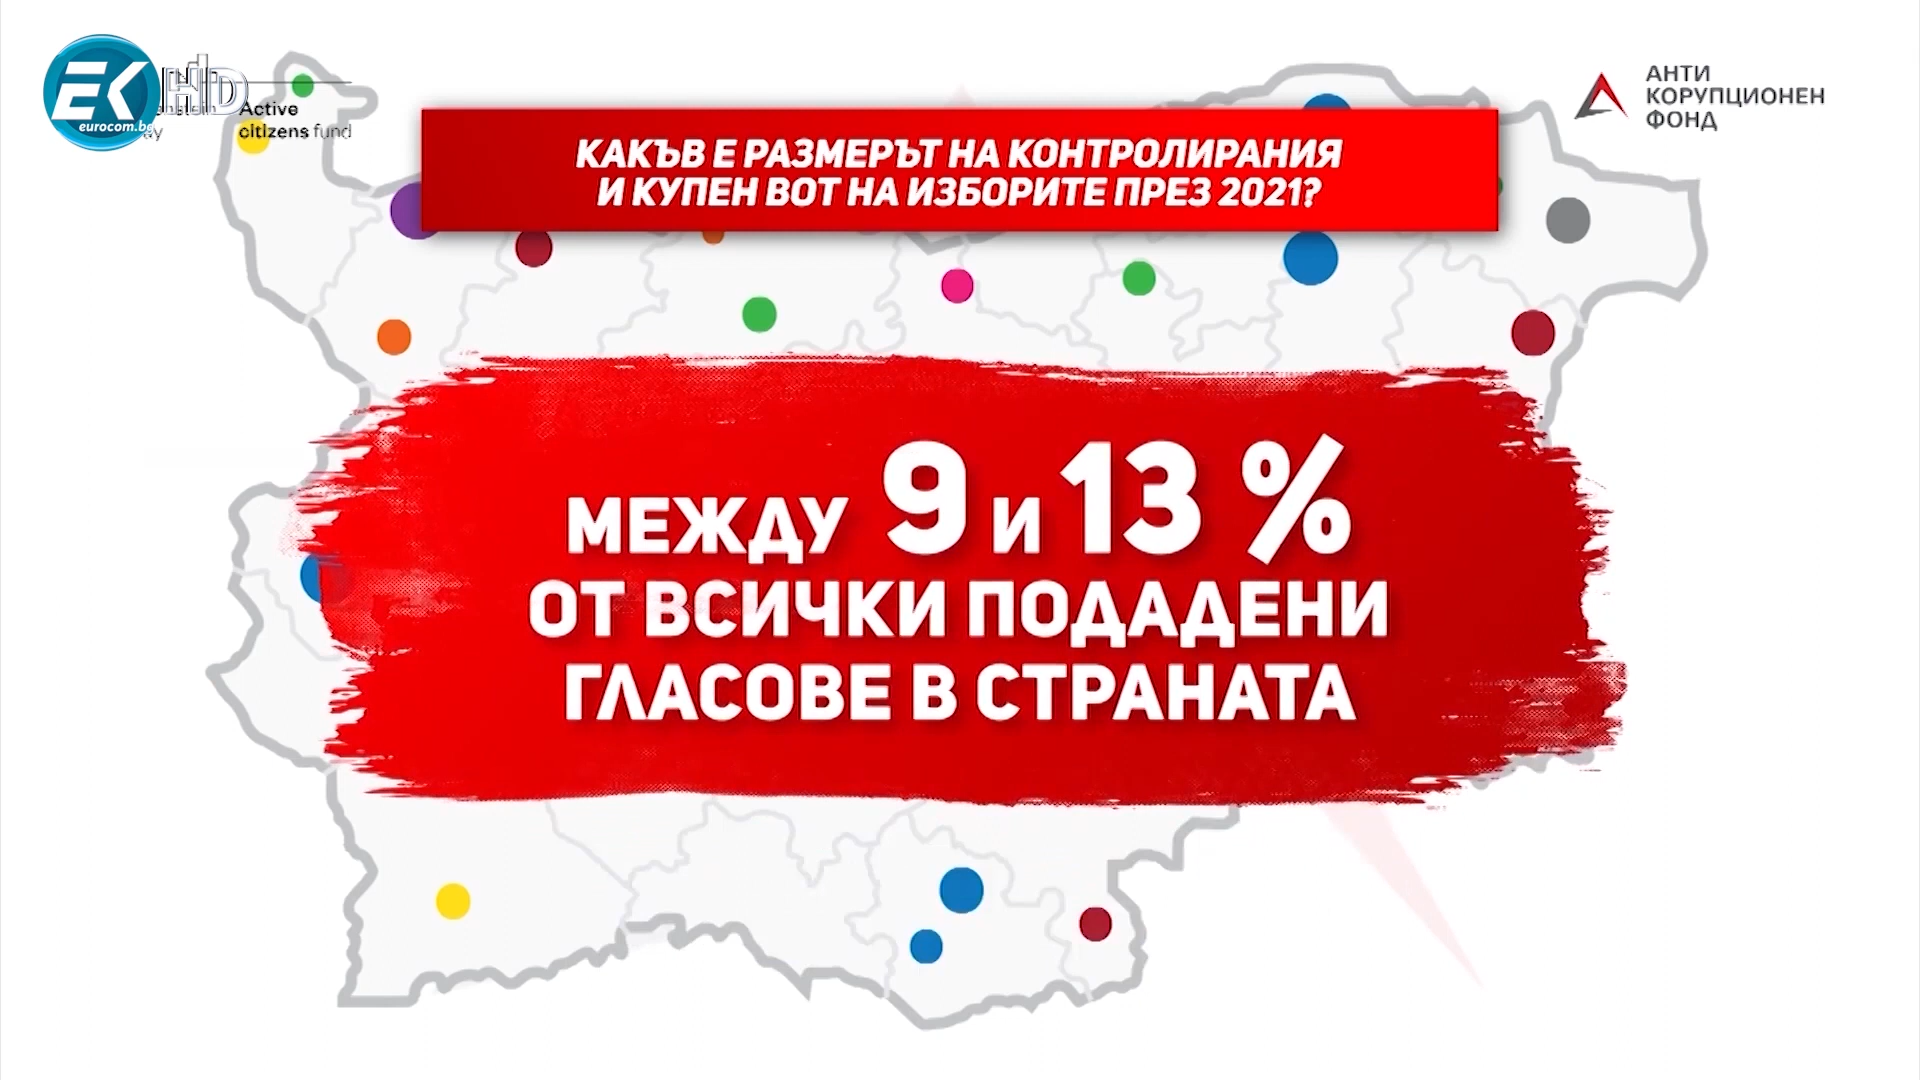 EK HD
eurocom.bg
Active
citizens fund
АНТИ
КОРУПЦИОНЕН
ФОНД
КАКЪВ Е РАЗМЕРЪТ НА КОНТРОЛИРАНИЯ
И КУПЕН ВОТ НА ИЗБОРИТЕ ПРЕЗ 2021?
МЕЖДУ 9 И 13 %
ОТ ВСИЧКИ ПОДАДЕНИ
ГЛАСОВЕ В СТРАНАТА